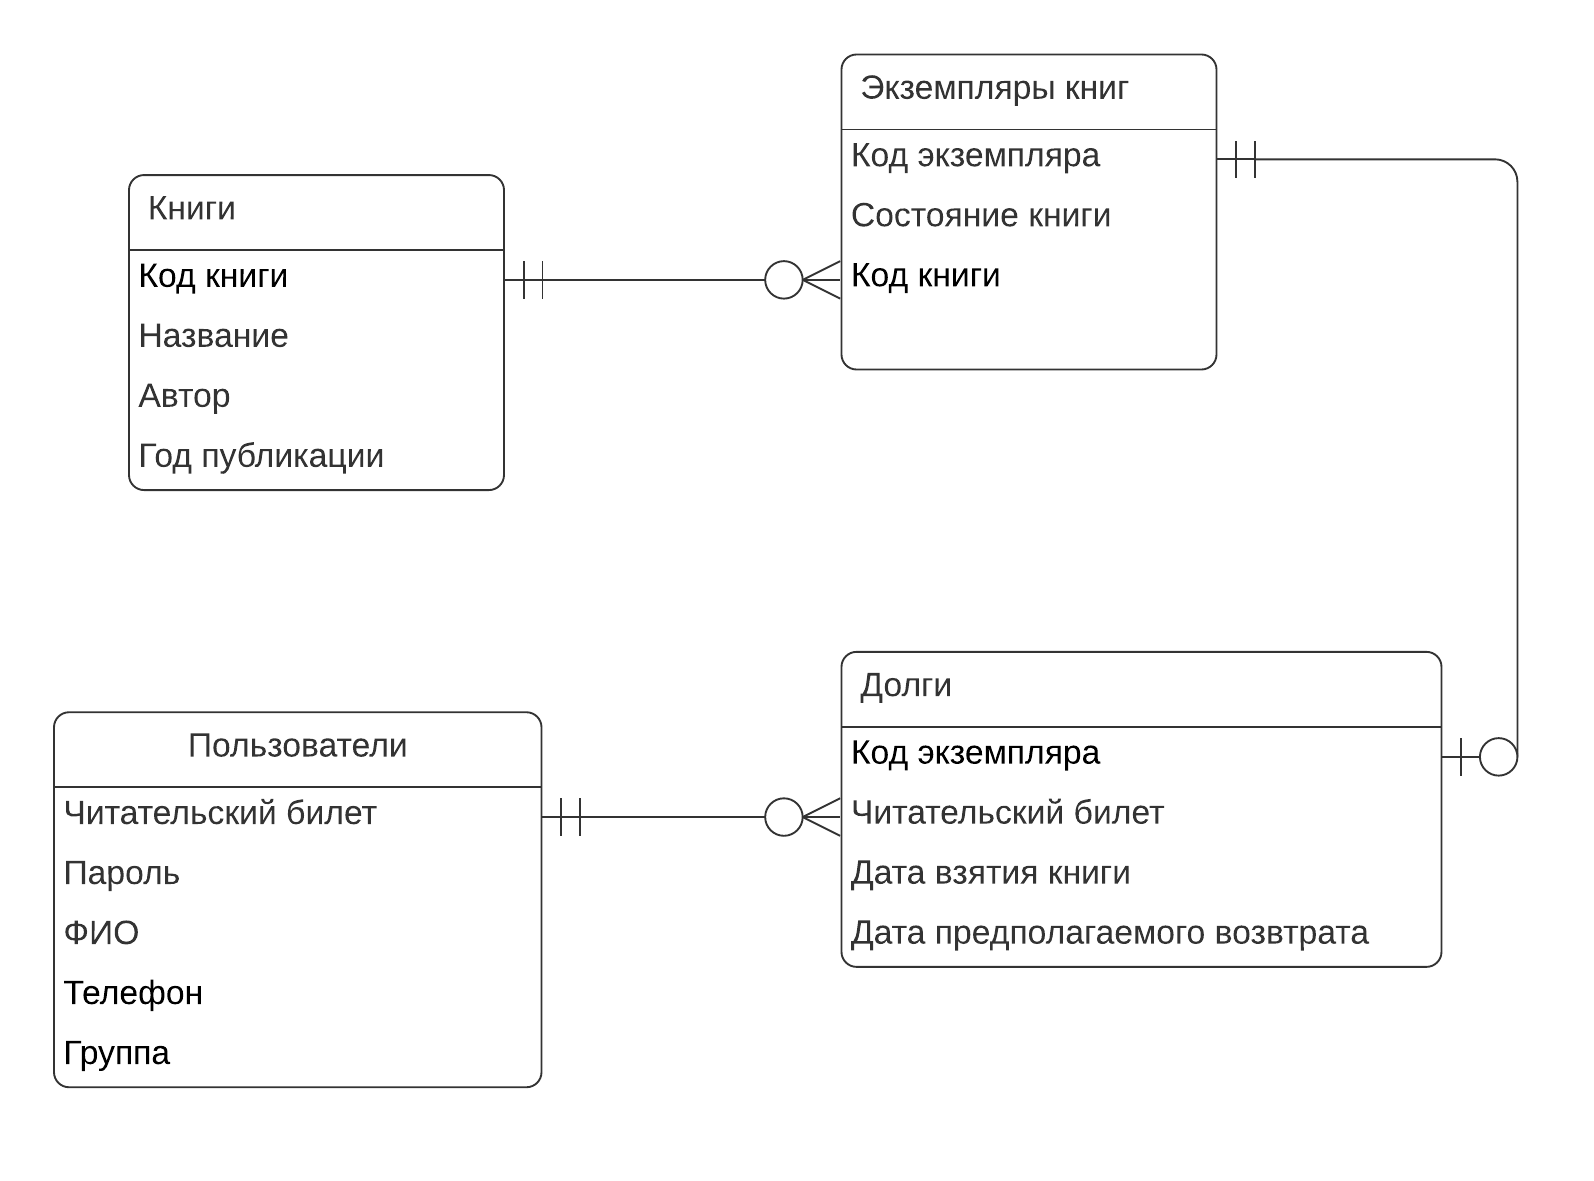 Книги
Код книги
Название
Автор
Год публикации
Экземпляры книг
Код экземпляра
Состояние книги
Код книги
Пользователи
Читательский билет
Пароль
ФИО
Телефон
Группа
Долги
Код экземпляра
Читательский билет
Дата взятия книги
Дата предполагаемого возвтрата